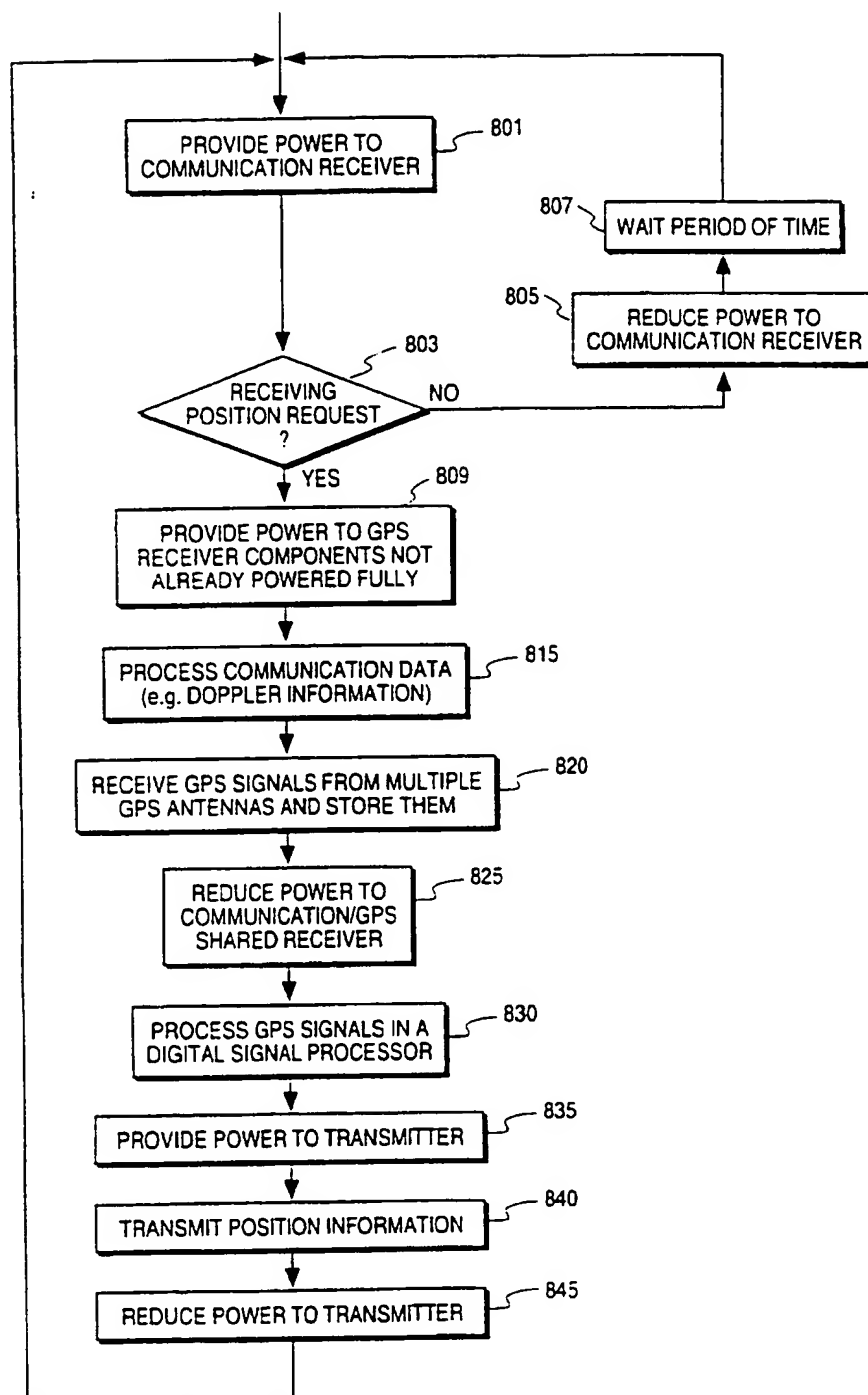 PROVIDE POWER TO
COMMUNICATION RECEIVER
801
807
WAIT PERIOD OF TIME
805
REDUCE POWER TO
COMMUNICATION RECEIVER
803
RECEIVING
POSITION REQUEST
?
NO
YES
809
PROVIDE POWER TO GPS
RECEIVER COMPONENTS NOT
ALREADY POWERED FULLY
PROCESS COMMUNICATION DATA
(e.g. DOPPLER INFORMATION)
815
RECEIVE GPS SIGNALS FROM MULTIPLE
GPS ANTENNAS AND STORE THEM
820
REDUCE POWER TO
COMMUNICATION/GPS
SHARED RECEIVER
825
PROCESS GPS SIGNALS IN A
DIGITAL SIGNAL PROCESSOR
830
PROVIDE POWER TO TRANSMITTER
835
TRANSMIT POSITION INFORMATION
840
REDUCE POWER TO TRANSMITTER
845